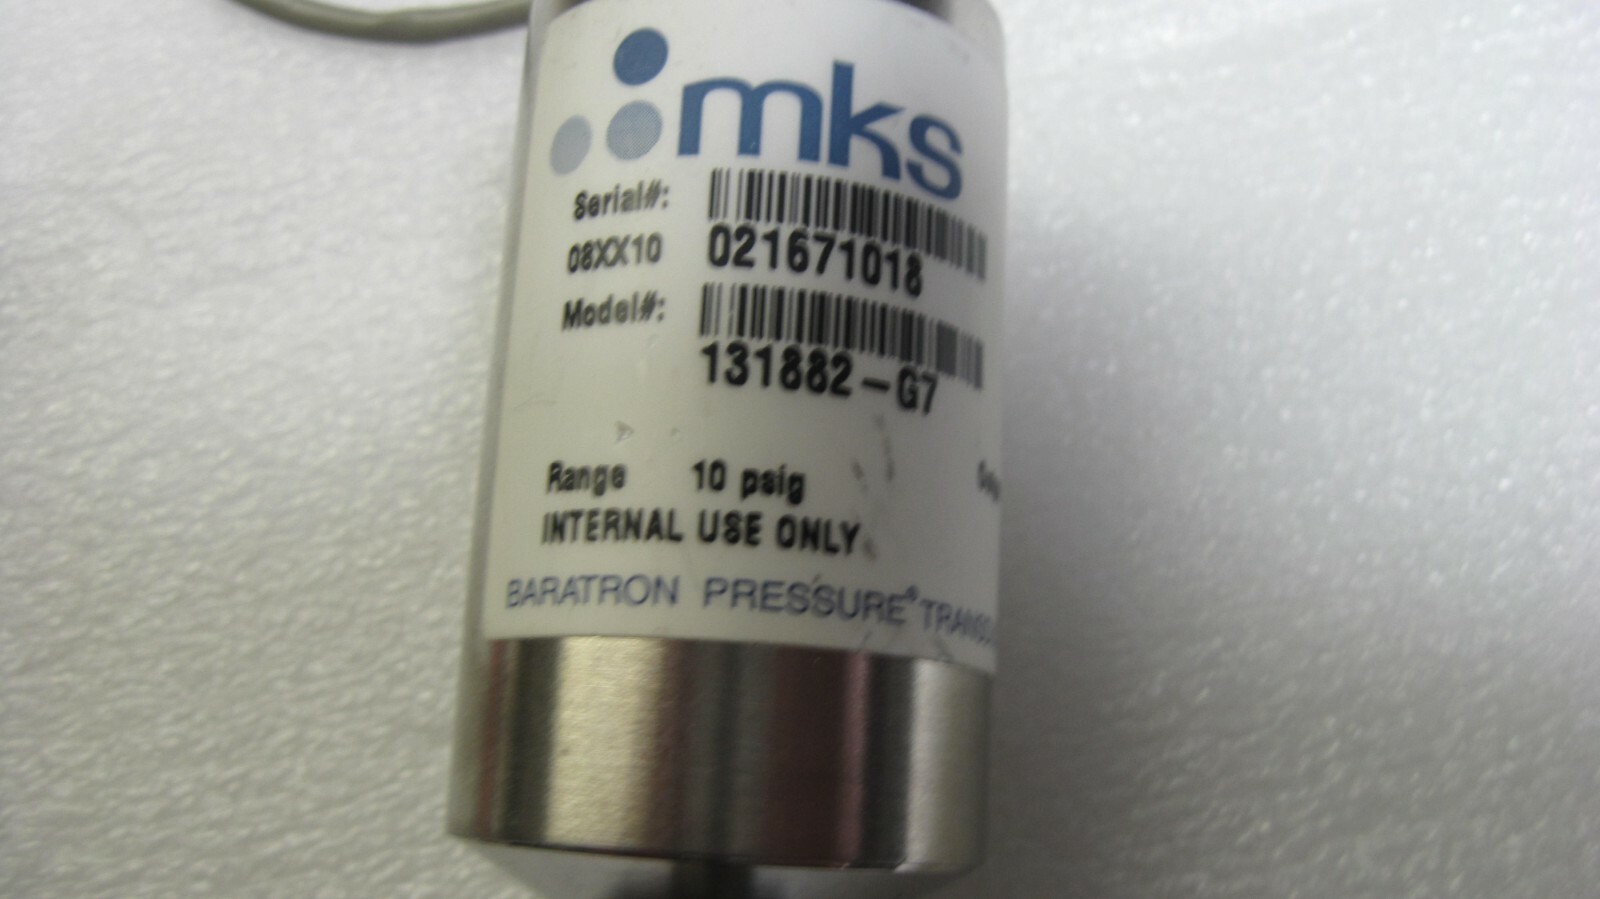 mks
Serial#:
08XX10 021671018
Model#:
131882-G7
Range 10 psig
INTERNAL USE ONLY
BARATRON PRESSURE®